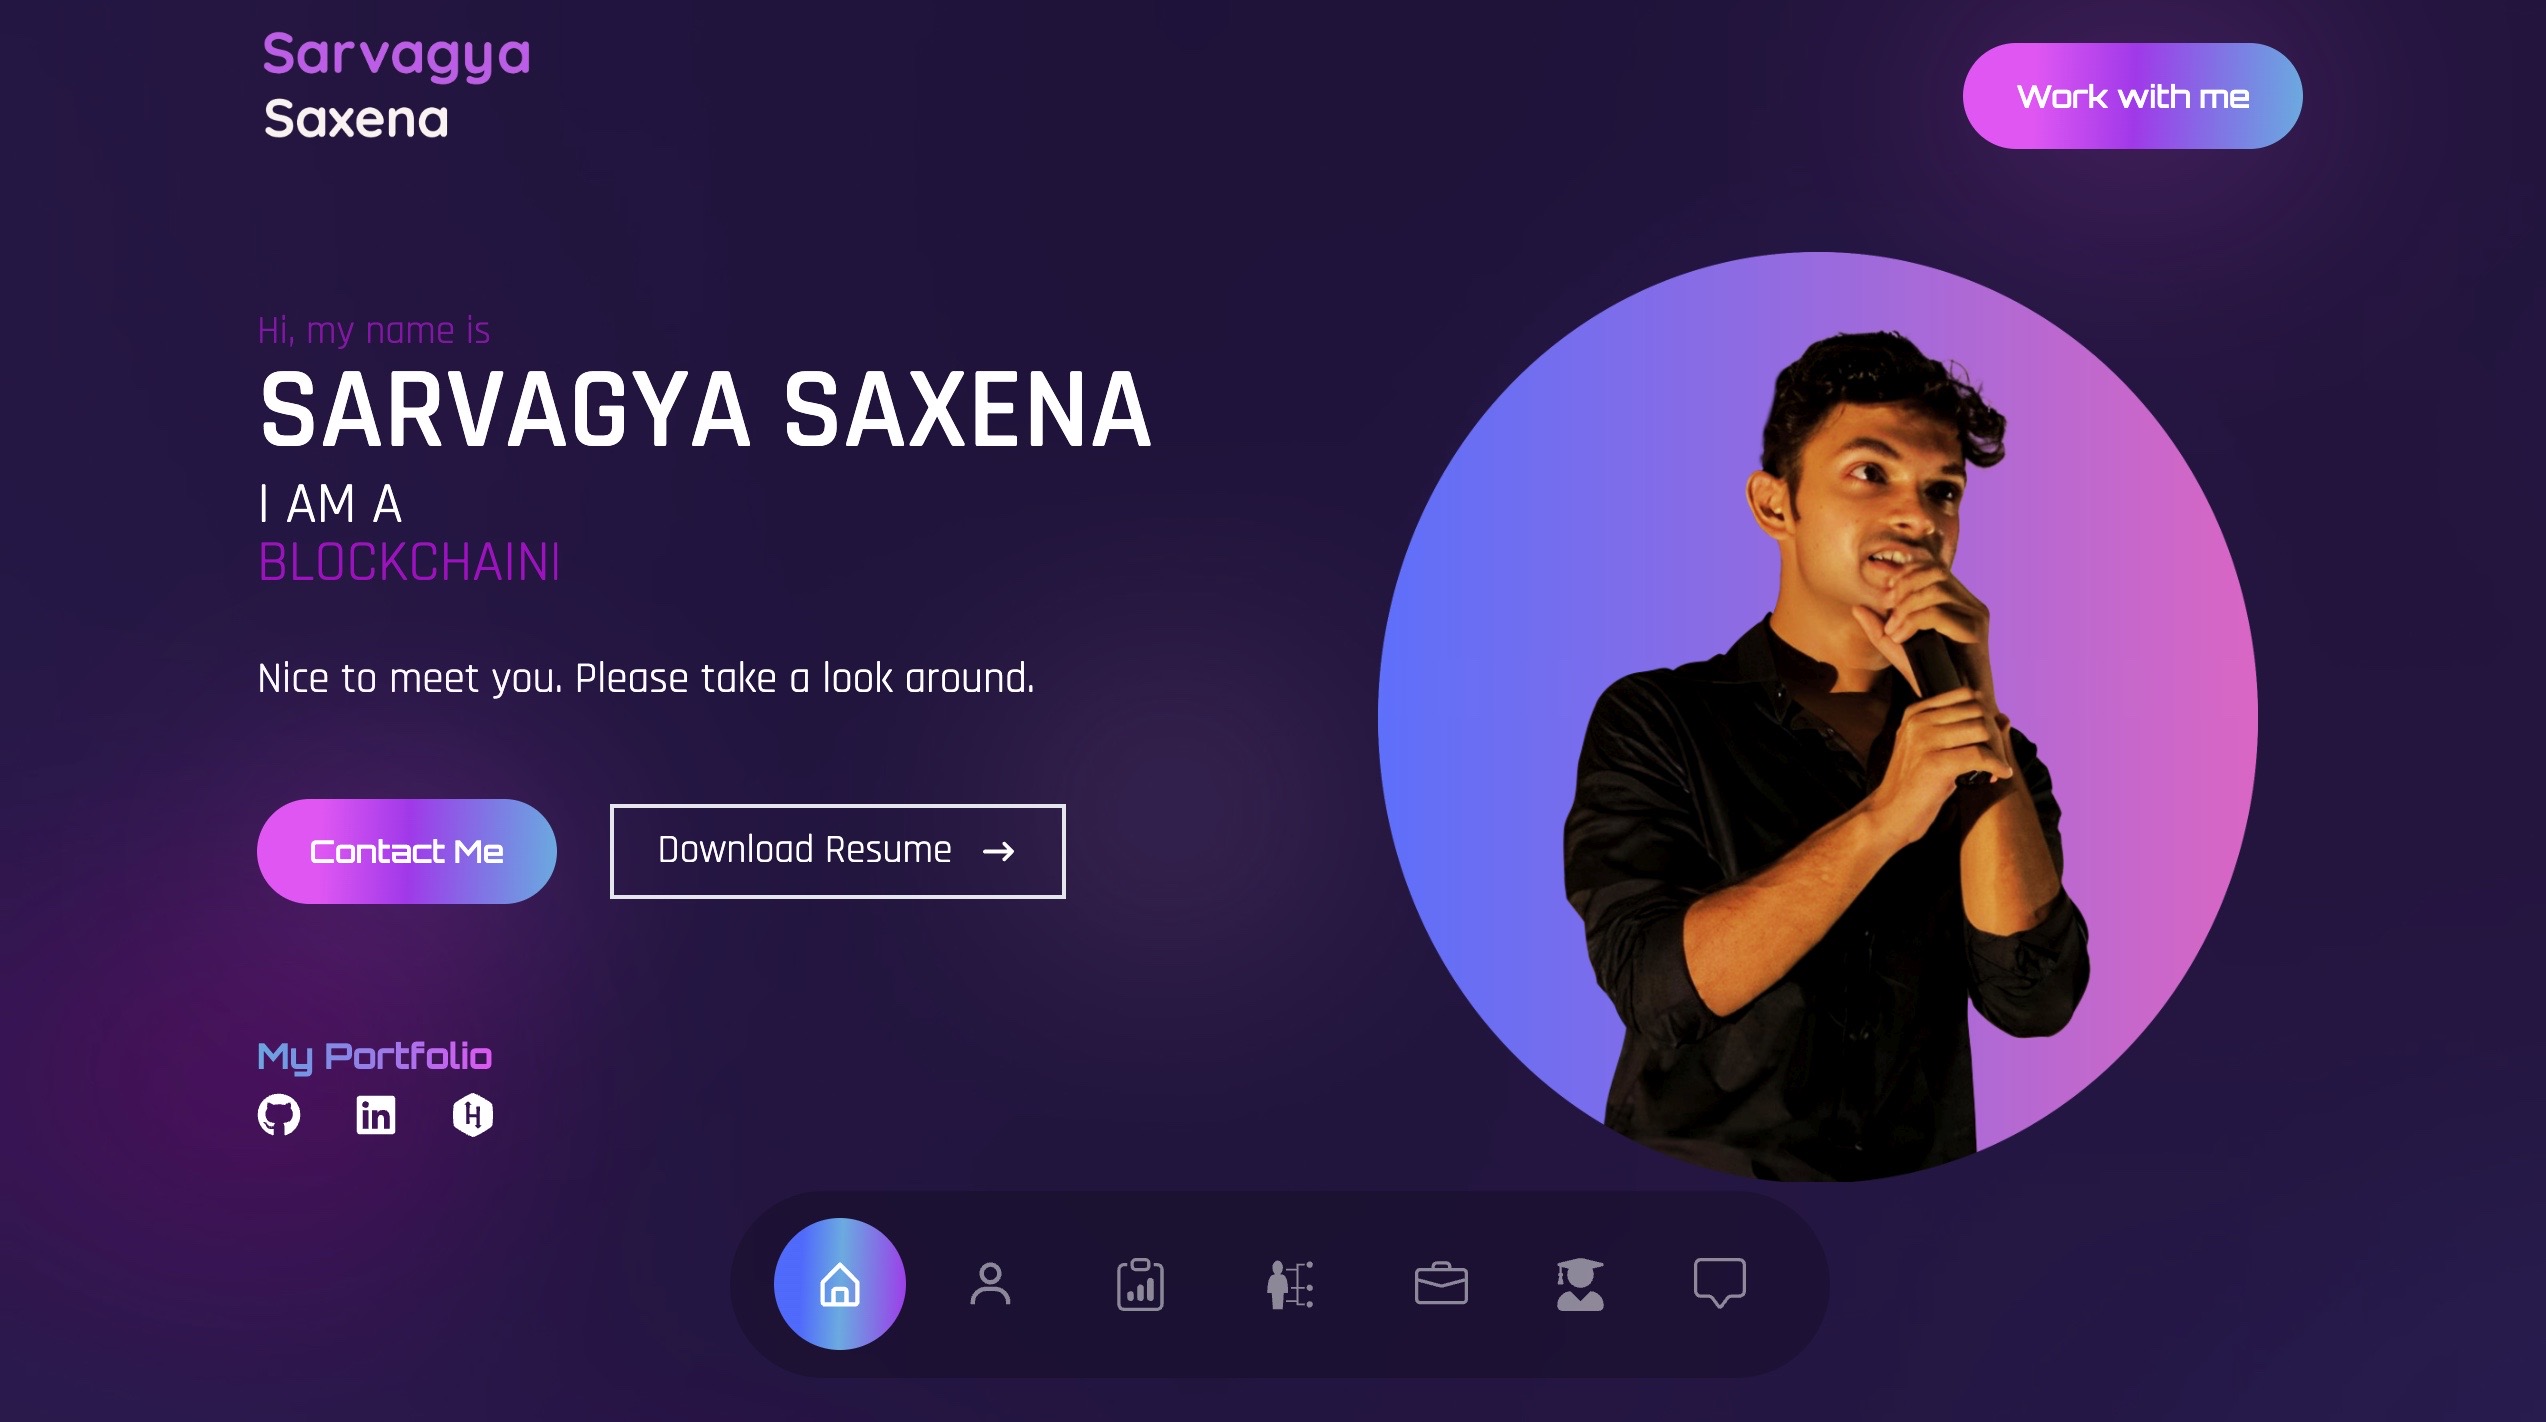 Sarvagya
Saxena
Work with me
Hi, my name is
SARVAGYA SAXENA
I AM A
BLOCKCHAIN|
Nice to meet you. Please take a look around.
Contact Me
Download Resume →
My Portfolio
in
H